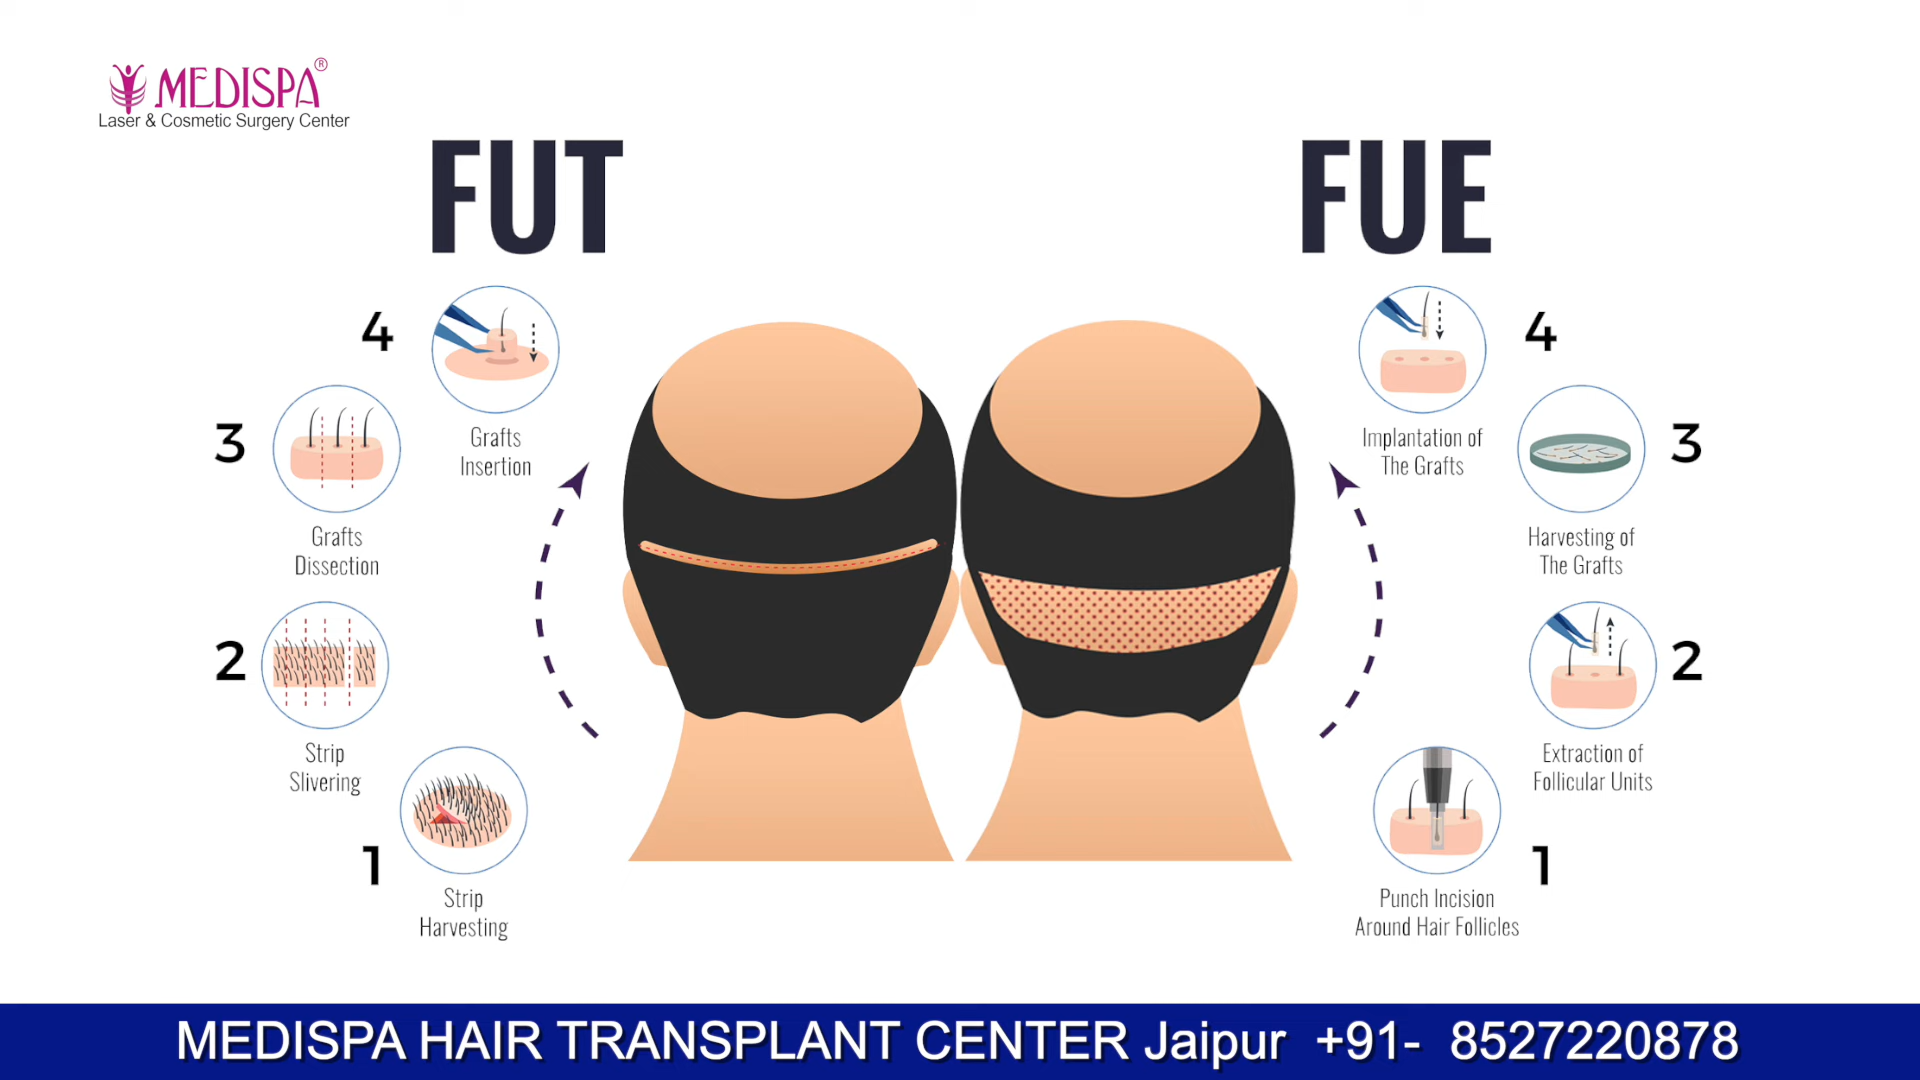 MEDISPA®
Laser & Cosmetic Surgery Center
FUT
4
Grafts
Insertion
3
Grafts
Dissection
2
Strip
Slivering
1
Strip
Harvesting
FUE
4
Implantation of
The Grafts
3
Harvesting of
The Grafts
2
Extraction of
Follicular Units
1
Punch Incision
Around Hair Follicles
MEDISPA HAIR TRANSPLANT CENTER Jaipur +91- 8527220878